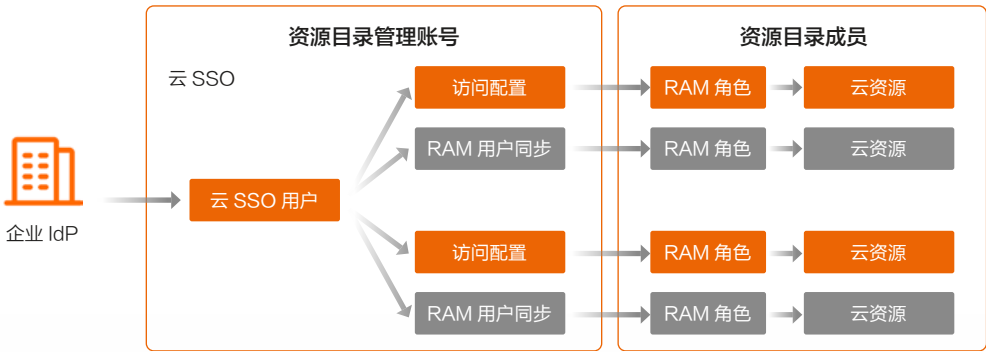 资源目录管理账号
资源目录成员
云 SSO
访问配置
RAM 角色
云资源
RAM 用户同步
RAM 角色
云资源
云 SSO 用户
企业 IdP
访问配置
RAM 角色
云资源
RAM 用户同步
RAM 角色
云资源